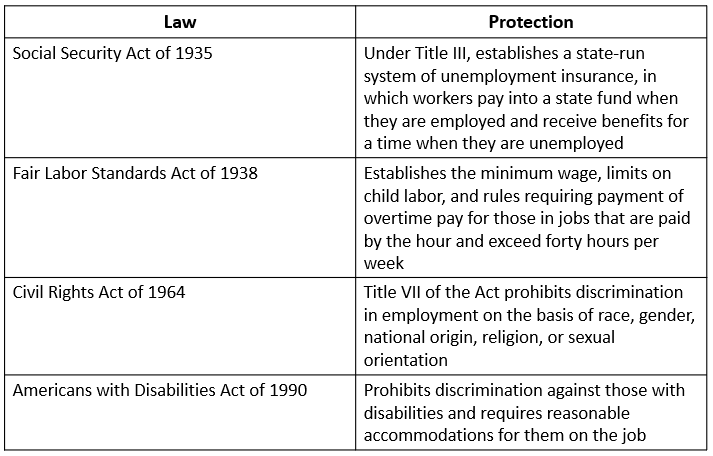 Law
Protection
Social Security Act of 1935
Under Title III, establishes a state-run
system of unemployment insurance, in
which workers pay into a state fund when
they are employed and receive benefits for
a time when they are unemployed
Fair Labor Standards Act of 1938
Establishes the minimum wage, limits on
child labor, and rules requiring payment of
overtime pay for those in jobs that are paid
by the hour and exceed forty hours per
week
Civil Rights Act of 1964
Title VII of the Act prohibits discrimination
in employment on the basis of race, gender,
national origin, religion, or sexual
orientation
Americans with Disabilities Act of 1990
Prohibits discrimination against those with
disabilities and requires reasonable
accommodations for them on the job